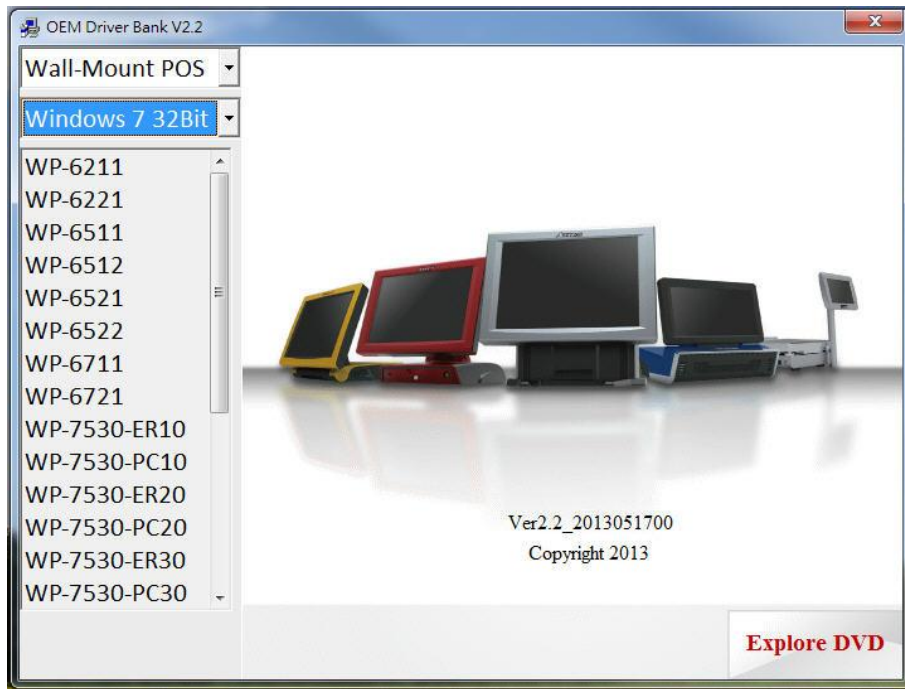 OEM Driver Bank V2.2
Wall-Mount POS
Windows 7 32Bit
WP-6211
WP-6221
WP-6511
WP-6512
WP-6521
WP-6522
WP-6711
WP-6721
WP-7530-ER10
WP-7530-PC10
WP-7530-ER20
WP-7530-PC20
WP-7530-ER30
WP-7530-PC30
Ver2.2_2013051700
Copyright 2013
Explore DVD